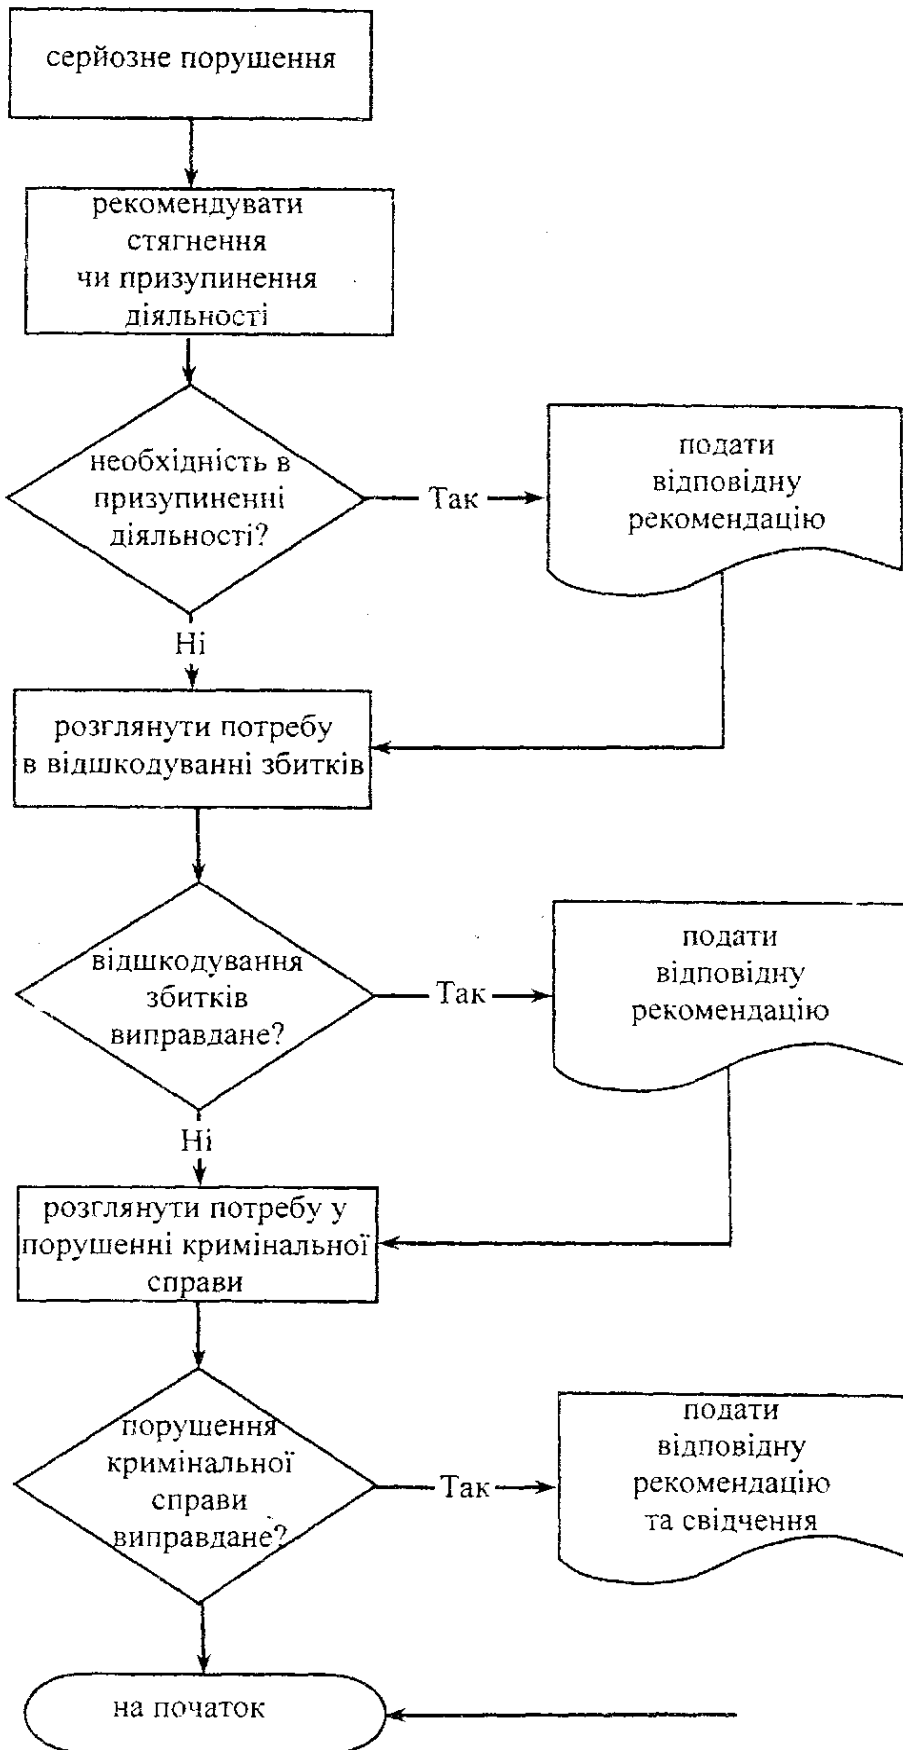 серйозне порушення
рекомендувати
стягнення
чи призупинення
діяльності
необхідність в
призупиненні
діяльності?
Так
подати
відповідну
рекомендацію
Ні
розглянути потребу
в відшкодуванні збитків
відшкодування
збитків
виправдане?
Так
подати
відповідну
рекомендацію
Ні
розглянути потребу у
порушенні кримінальної
справи
порушення
кримінальної
справи
виправдане?
Так
подати
відповідну
рекомендацію
та свідчення
на початок